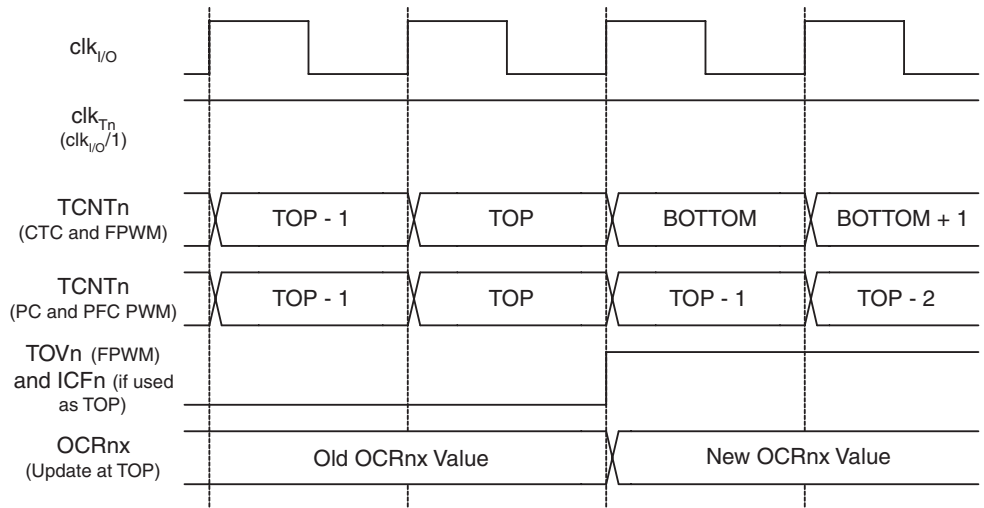 clkI/O
clkTn
(clkI/O/1)
TCNTn
(CTC and FPWM)
TOP - 1
TOP
BOTTOM
BOTTOM + 1
TCNTn
(PC and PFC PWM)
TOP - 1
TOP
TOP - 1
TOP - 2
TOVn (FPWM)
and ICFn (if used
as TOP)
OCRnx
(Update at TOP)
Old OCRnx Value
New OCRnx Value